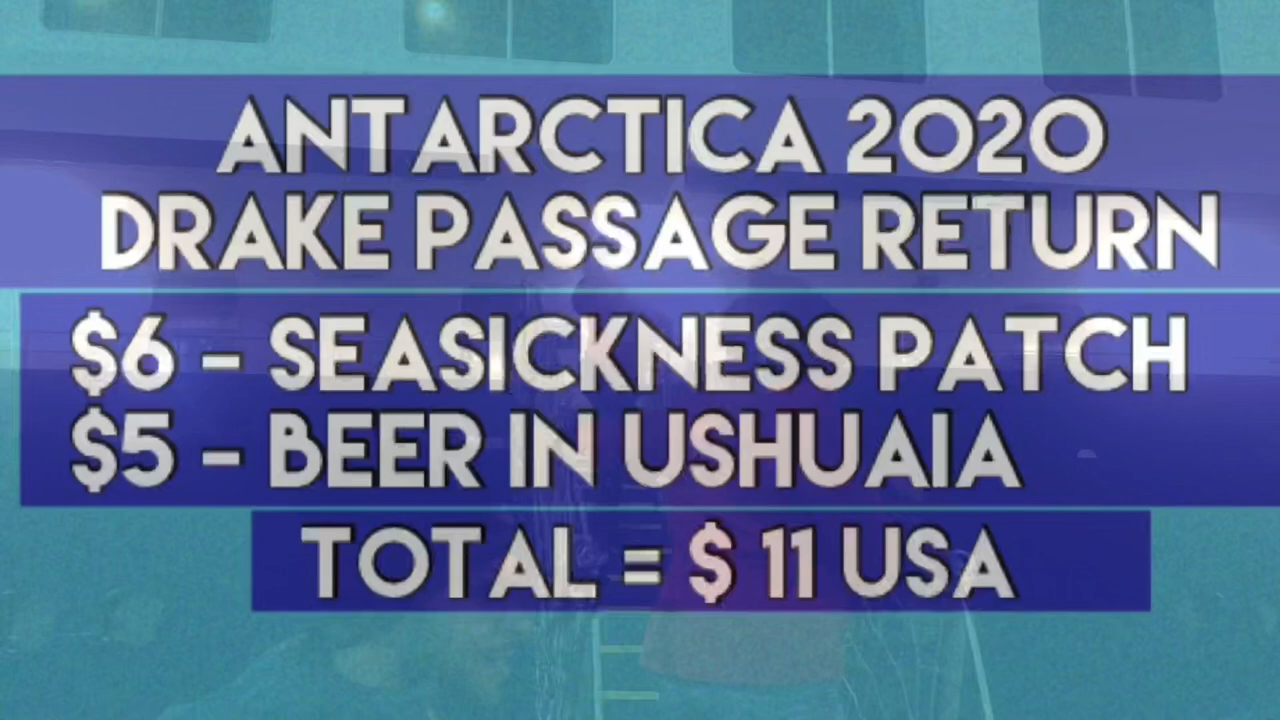 ANTARCTICA 2020
DRAKE PASSAGE RETURN
$6 – SEASICKNESS PATCH
$5 – BEER IN USHUAIA
TOTAL = $ 11 USA